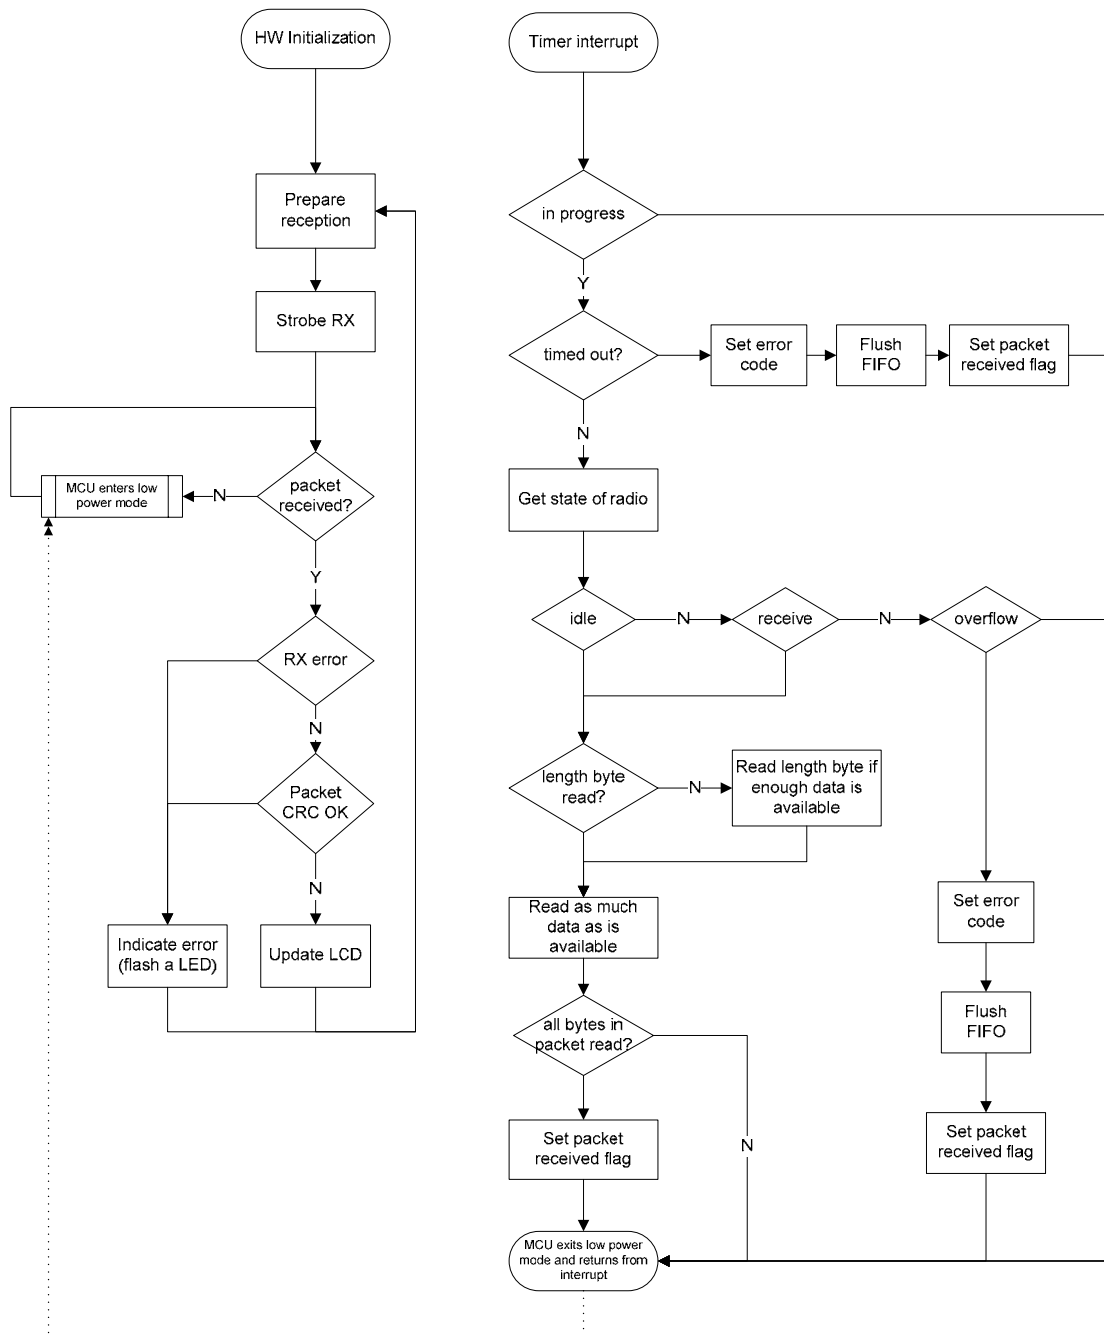 HW Initialization
Prepare
reception
Strobe RX
MCU enters low
power mode
N
packet
received?
Y
RX error
N
Packet
CRC OK
N
Indicate error
(flash a LED)
Update LCD
Timer interrupt
in progress
Y
timed out?
Set error
code
Flush
FIFO
Set packet
received flag
N
Get state of radio
idle
N
receive
N
overflow
length byte
read?
N
Read length byte if
enough data is
available
Read as much
data as is
available
all bytes in
packet read?
N
Set packet
received flag
Set error
code
Flush
FIFO
Set packet
received flag
MCU exits low power
mode and returns from
interrupt